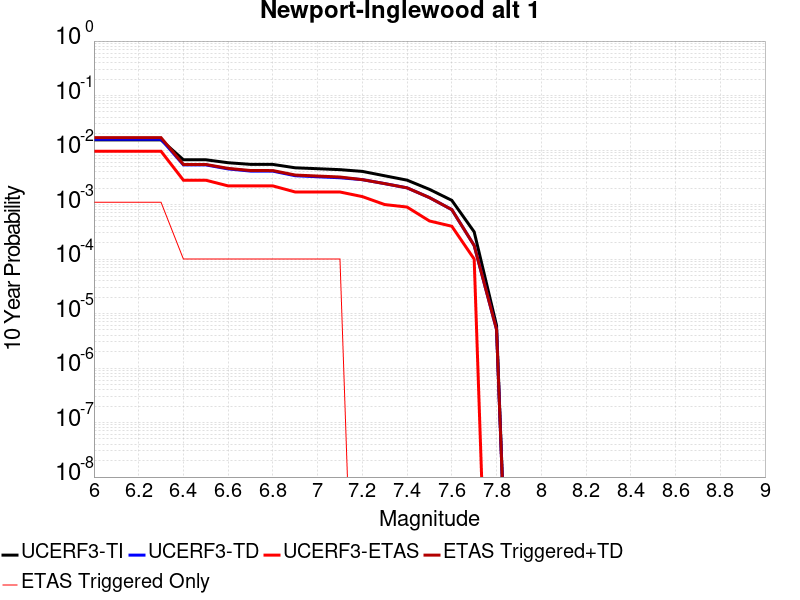 Newport-Inglewood alt 1
10^0
10^-1
10^-2
10^-3
10^-4
10^-5
10^-6
10^-7
10^-8
10 Year Probability
6 6.2 6.4 6.6 6.8 7 7.2 7.4 7.6 7.8 8 8.2 8.4 8.6 8.8 9
Magnitude
UCERF3-TI UCERF3-TD UCERF3-ETAS ETAS Triggered+TD
ETAS Triggered Only